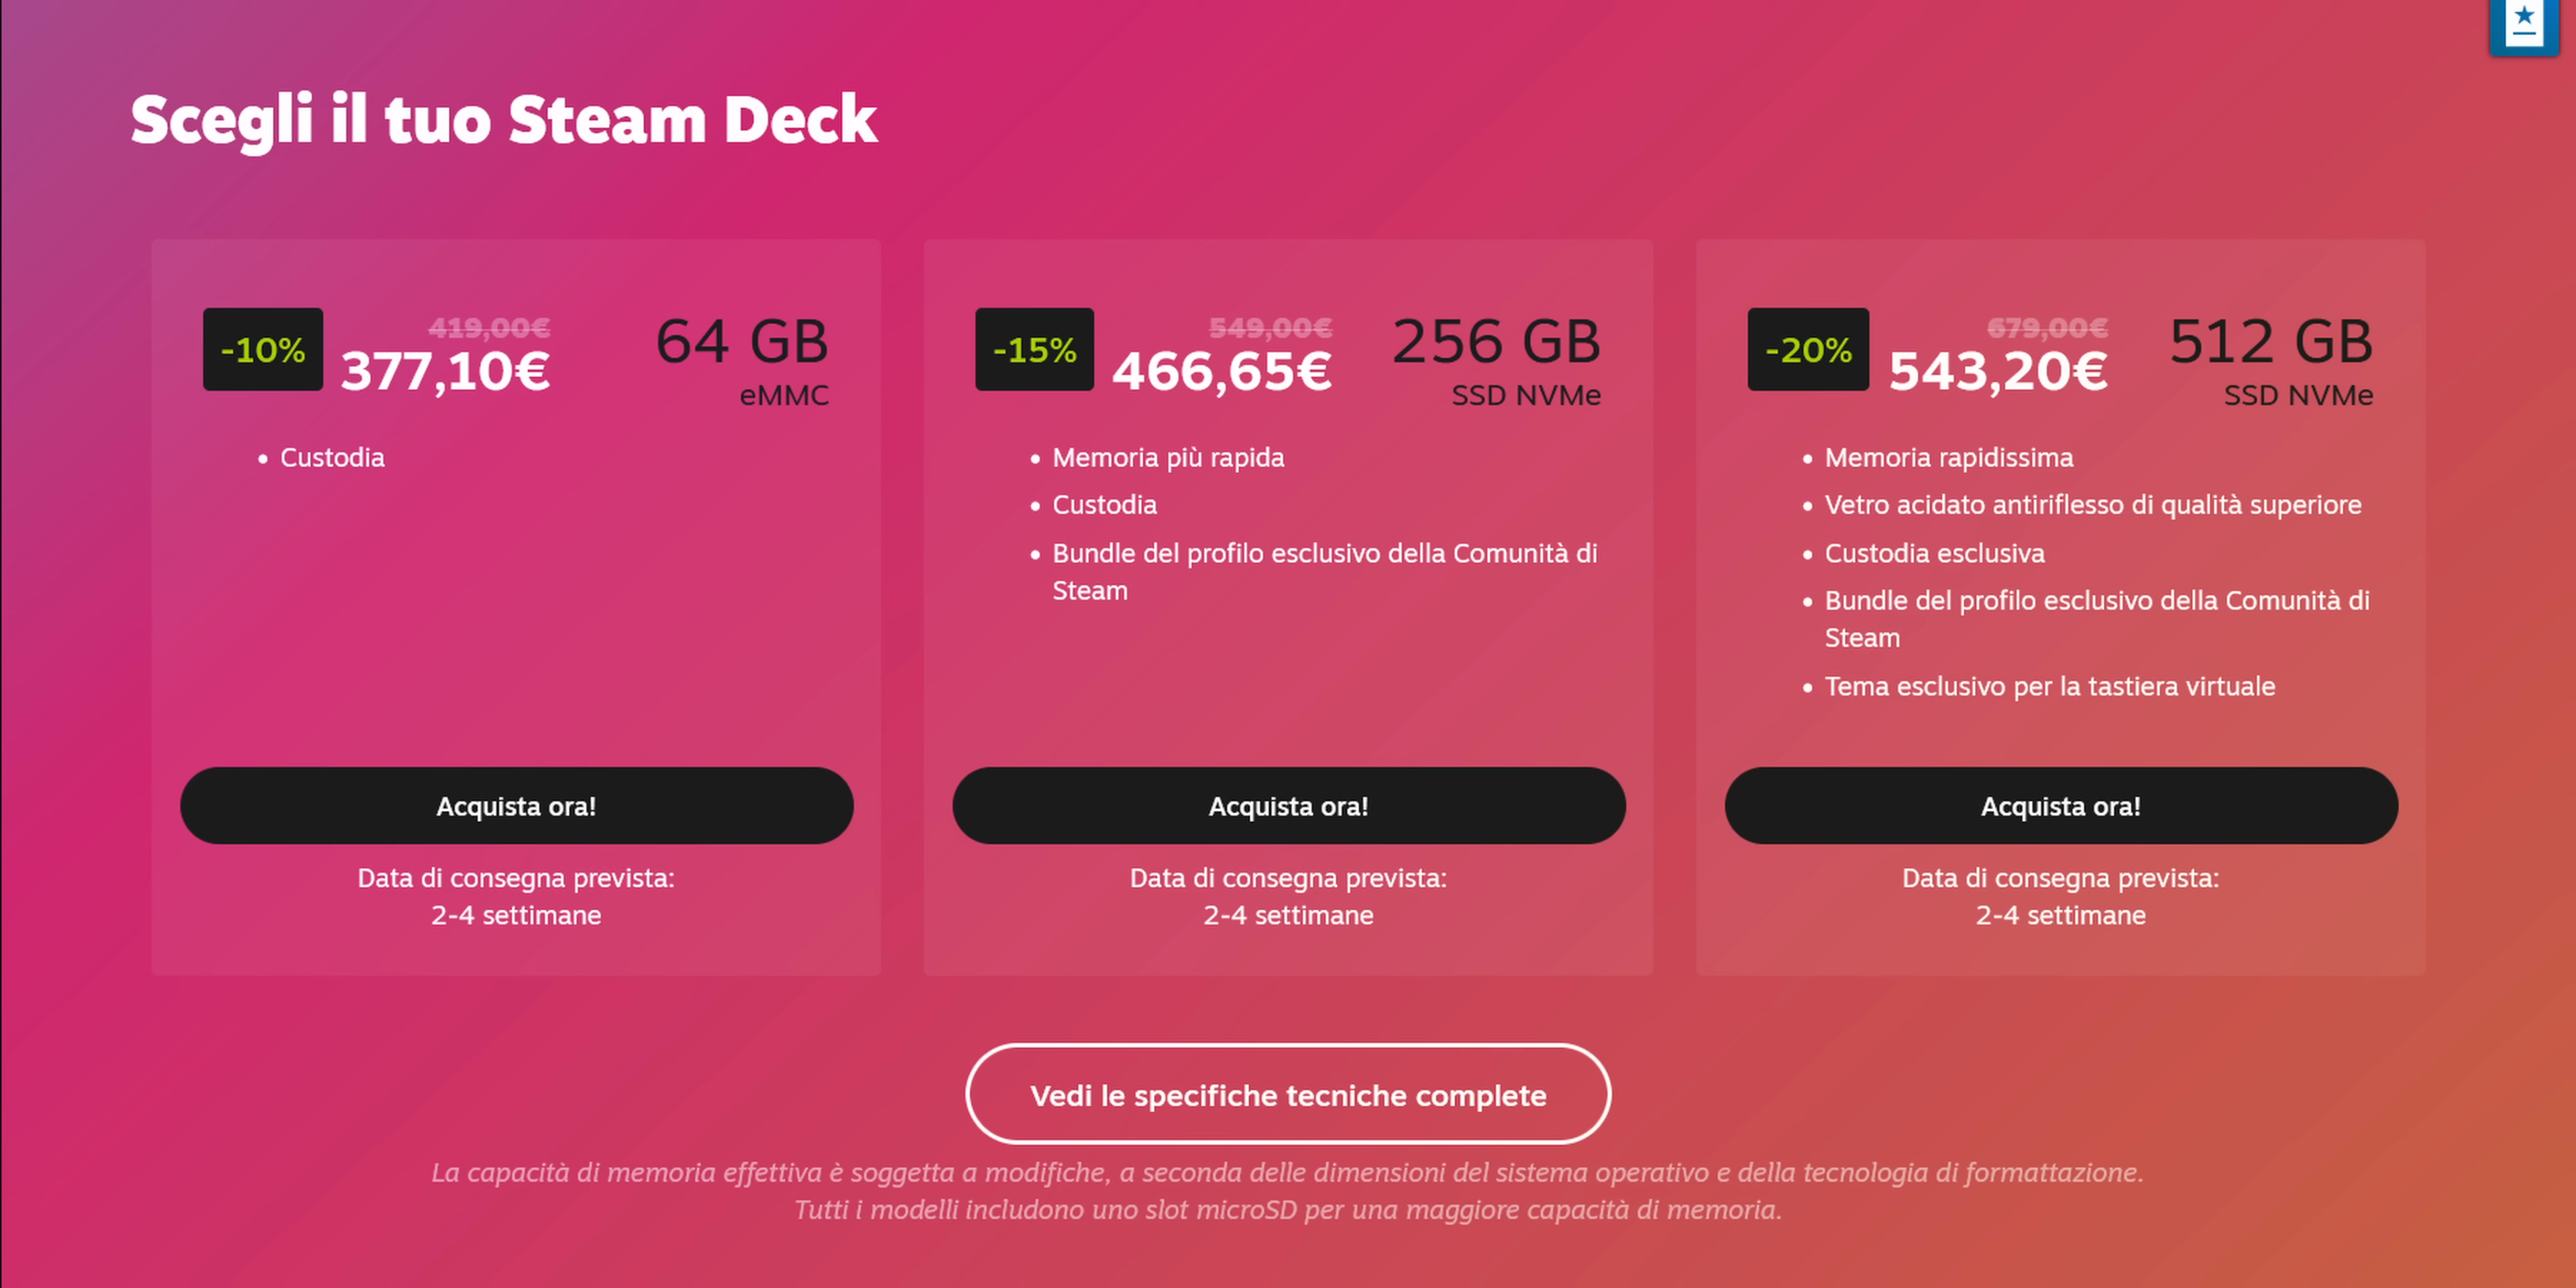 Scegli il tuo Steam Deck
-10%
419,00€
377,10€
64 GB
eMMC
• Custodia
Acquista ora!
Data di consegna prevista:
2-4 settimane
-15%
549,00€
466,65€
256 GB
SSD NVMe
• Memoria più rapida
• Custodia
• Bundle del profilo esclusivo della Comunità di
Steam
Acquista ora!
Data di consegna prevista:
2-4 settimane
-20%
679,00€
543,20€
512 GB
SSD NVMe
• Memoria rapidissima
• Vetro acidato antiriflesso di qualità superiore
• Custodia esclusiva
• Bundle del profilo esclusivo della Comunità di
Steam
• Tema esclusivo per la tastiera virtuale
Acquista ora!
Data di consegna prevista:
2-4 settimane
Vedi le specifiche tecniche complete
La capacità di memoria effettiva è soggetta a modifiche, a seconda delle dimensioni del sistema operativo e della tecnologia di formattazione.
Tutti i modelli includono uno slot microSD per una maggiore capacità di memoria.